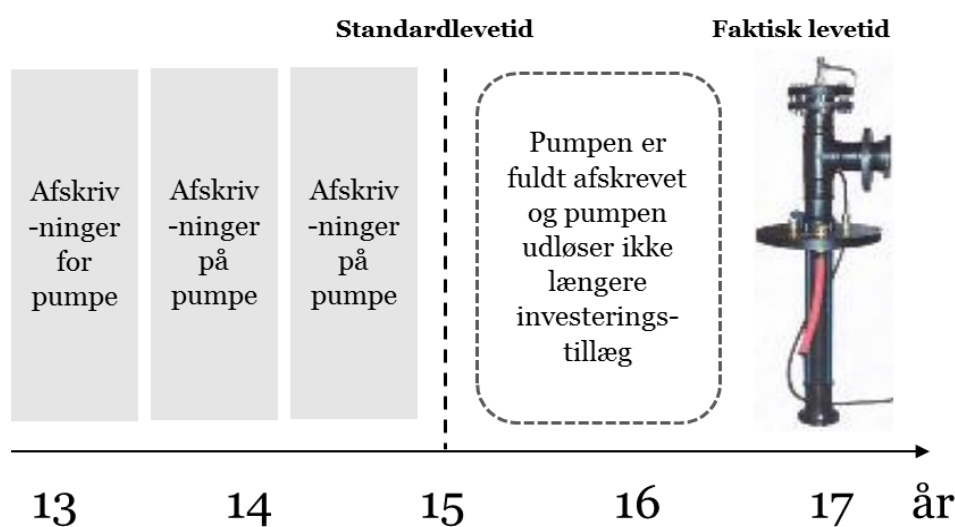 Standardlevetid
Faktisk levetid
Afskriv
-ninger
for
pumpe
Afskriv
-ninger
på
pumpe
Afskriv
-ninger
på
pumpe
Pumpen er
fuldt afskrevet
og pumpen
udløser ikke
længere
investerings-
tillæg
13 14 15 16 17 år